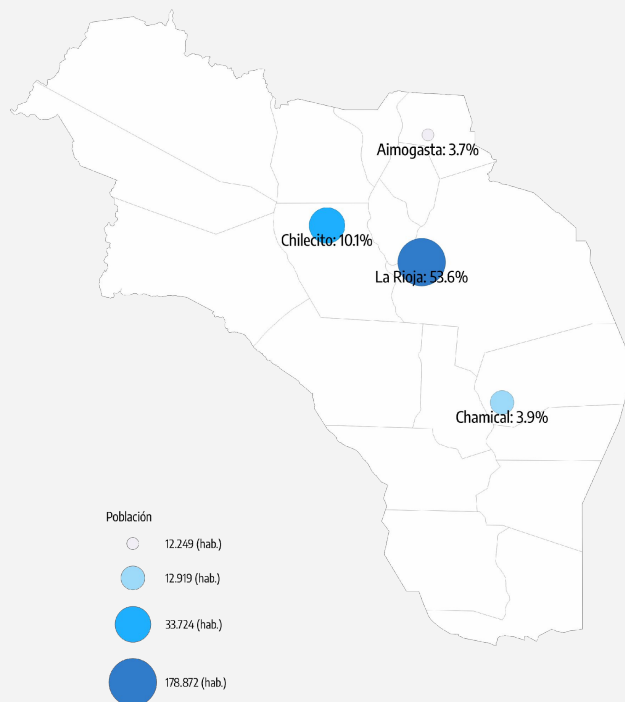 Aimogasta: 3.7%
Chilecito: 10.1%
La Rioja: 53.6%
Chamical: 3.9%
Población
12.249 (hab.)
12.919 (hab.)
33.724 (hab.)
178.872 (hab.)